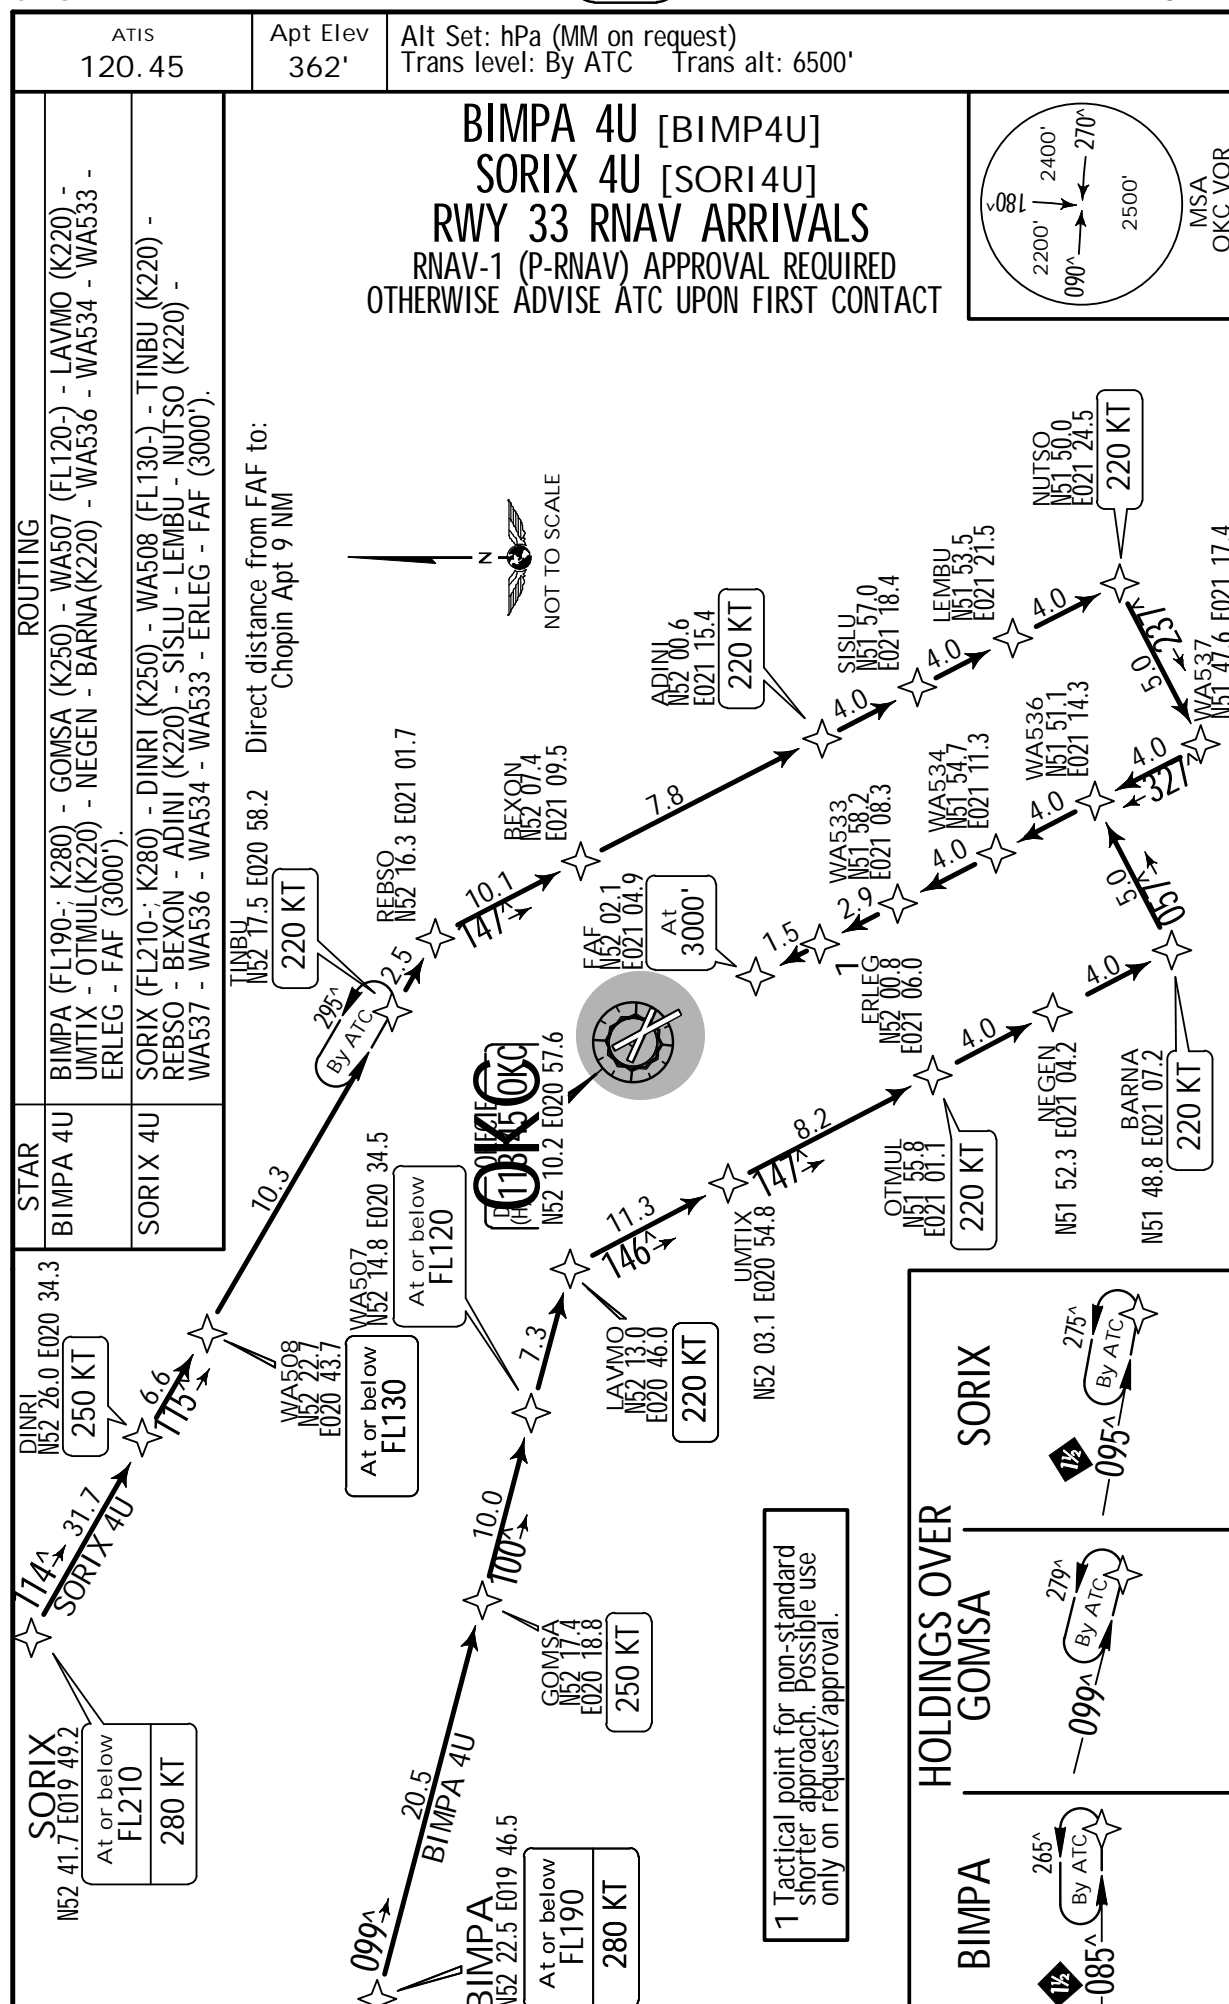 ATIS
120.45
Apt Elev
362'
Alt Set: hPa (MM on request)
Trans level: By ATC Trans alt: 6500'
BIMPA 4U [BIMP4U]
SORIX 4U [SORI4U]
RWY 33 RNAV ARRIVALS
RNAV-1 (P-RNAV) APPROVAL REQUIRED
OTHERWISE ADVISE ATC UPON FIRST CONTACT
2400'
270^
180^
2200'
090^
2500'
MSA
OKC VOR
STAR
ROUTING
BIMPA 4U
BIMPA (FL190-; K280) - GOMSA (K250) - WA507 (FL120-) - LAVMO (K220) -
UMTIX - OTMUL(K220) - NEGEN - BARNA(K220) - WA536 - WA534 - WA533 -
ERLEG - FAF (3000').
SORIX 4U
SORIX (FL210-; K280) - DINRI (K250) - WA508 (FL130-) - TINBU (K220) -
REBSO - BEXON - ADINI (K220) - SISLU - LEMBU - NUTSO (K220) -
WA537 - WA536 - WA534 - WA533 - ERLEG - FAF (3000').
Direct distance from FAF to:
Chopin Apt 9 NM
N
NOT TO SCALE
NUTSO
N51 50.0
E021 24.5
220 KT
LEMBU
N51 53.5
E021 21.5
SISLU
N51 57.0
E021 18.4
ADINI
N52 00.6
E021 15.4
220 KT
BEXON
N52 07.4
E021 09.5
REBSO
N52 16.3 E021 01.7
TINBU
N52 17.5 E020 58.2
220 KT
295^
By ATC
2.5
10.1
147^
7.8
4.0
4.0
4.0
5.0
237^
WA537
N51 47.6 E021 17.4
4.0
327^
WA536
N51 51.1
E021 14.3
4.0
WA534
N51 54.7
E021 11.3
4.0
WA533
N51 58.2
E021 08.3
2.9
1
ERLEG
N52 00.8
E021 06.0
1.5
FAF
N52 02.1
E021 04.9
At
3000'
OKC
N52 10.2 E020 57.6
5.0
057^
BARNA
N51 48.8 E021 07.2
220 KT
4.0
NEGEN
N51 52.3 E021 04.2
4.0
OTMUL
N51 55.8
E021 01.1
220 KT
8.2
147^
UMTIX
N52 03.1 E020 54.8
11.3
146^
LAVMO
N52 13.0
E020 46.0
220 KT
7.3
WA507
N52 14.8 E020 34.5
At or below
FL120
10.0
100^
GOMSA
N52 17.4
E020 18.8
250 KT
20.5
BIMPA 4U
099^
BIMPA
N52 22.5 E019 46.5
At or below
FL190
280 KT
10.3
WA508
N52 22.7
E020 43.7
At or below
FL130
6.6
115^
DINRI
N52 26.0 E020 34.3
250 KT
31.7
SORIX 4U
114^
SORIX
N52 41.7 E019 49.2
At or below
FL210
280 KT
1 Tactical point for non-standard
shorter approach. Possible use
only on request/approval.
HOLDINGS OVER
BIMPA
GOMSA
SORIX
265^
By ATC
085^
1½
279^
By ATC
099^
275^
By ATC
095^
1½